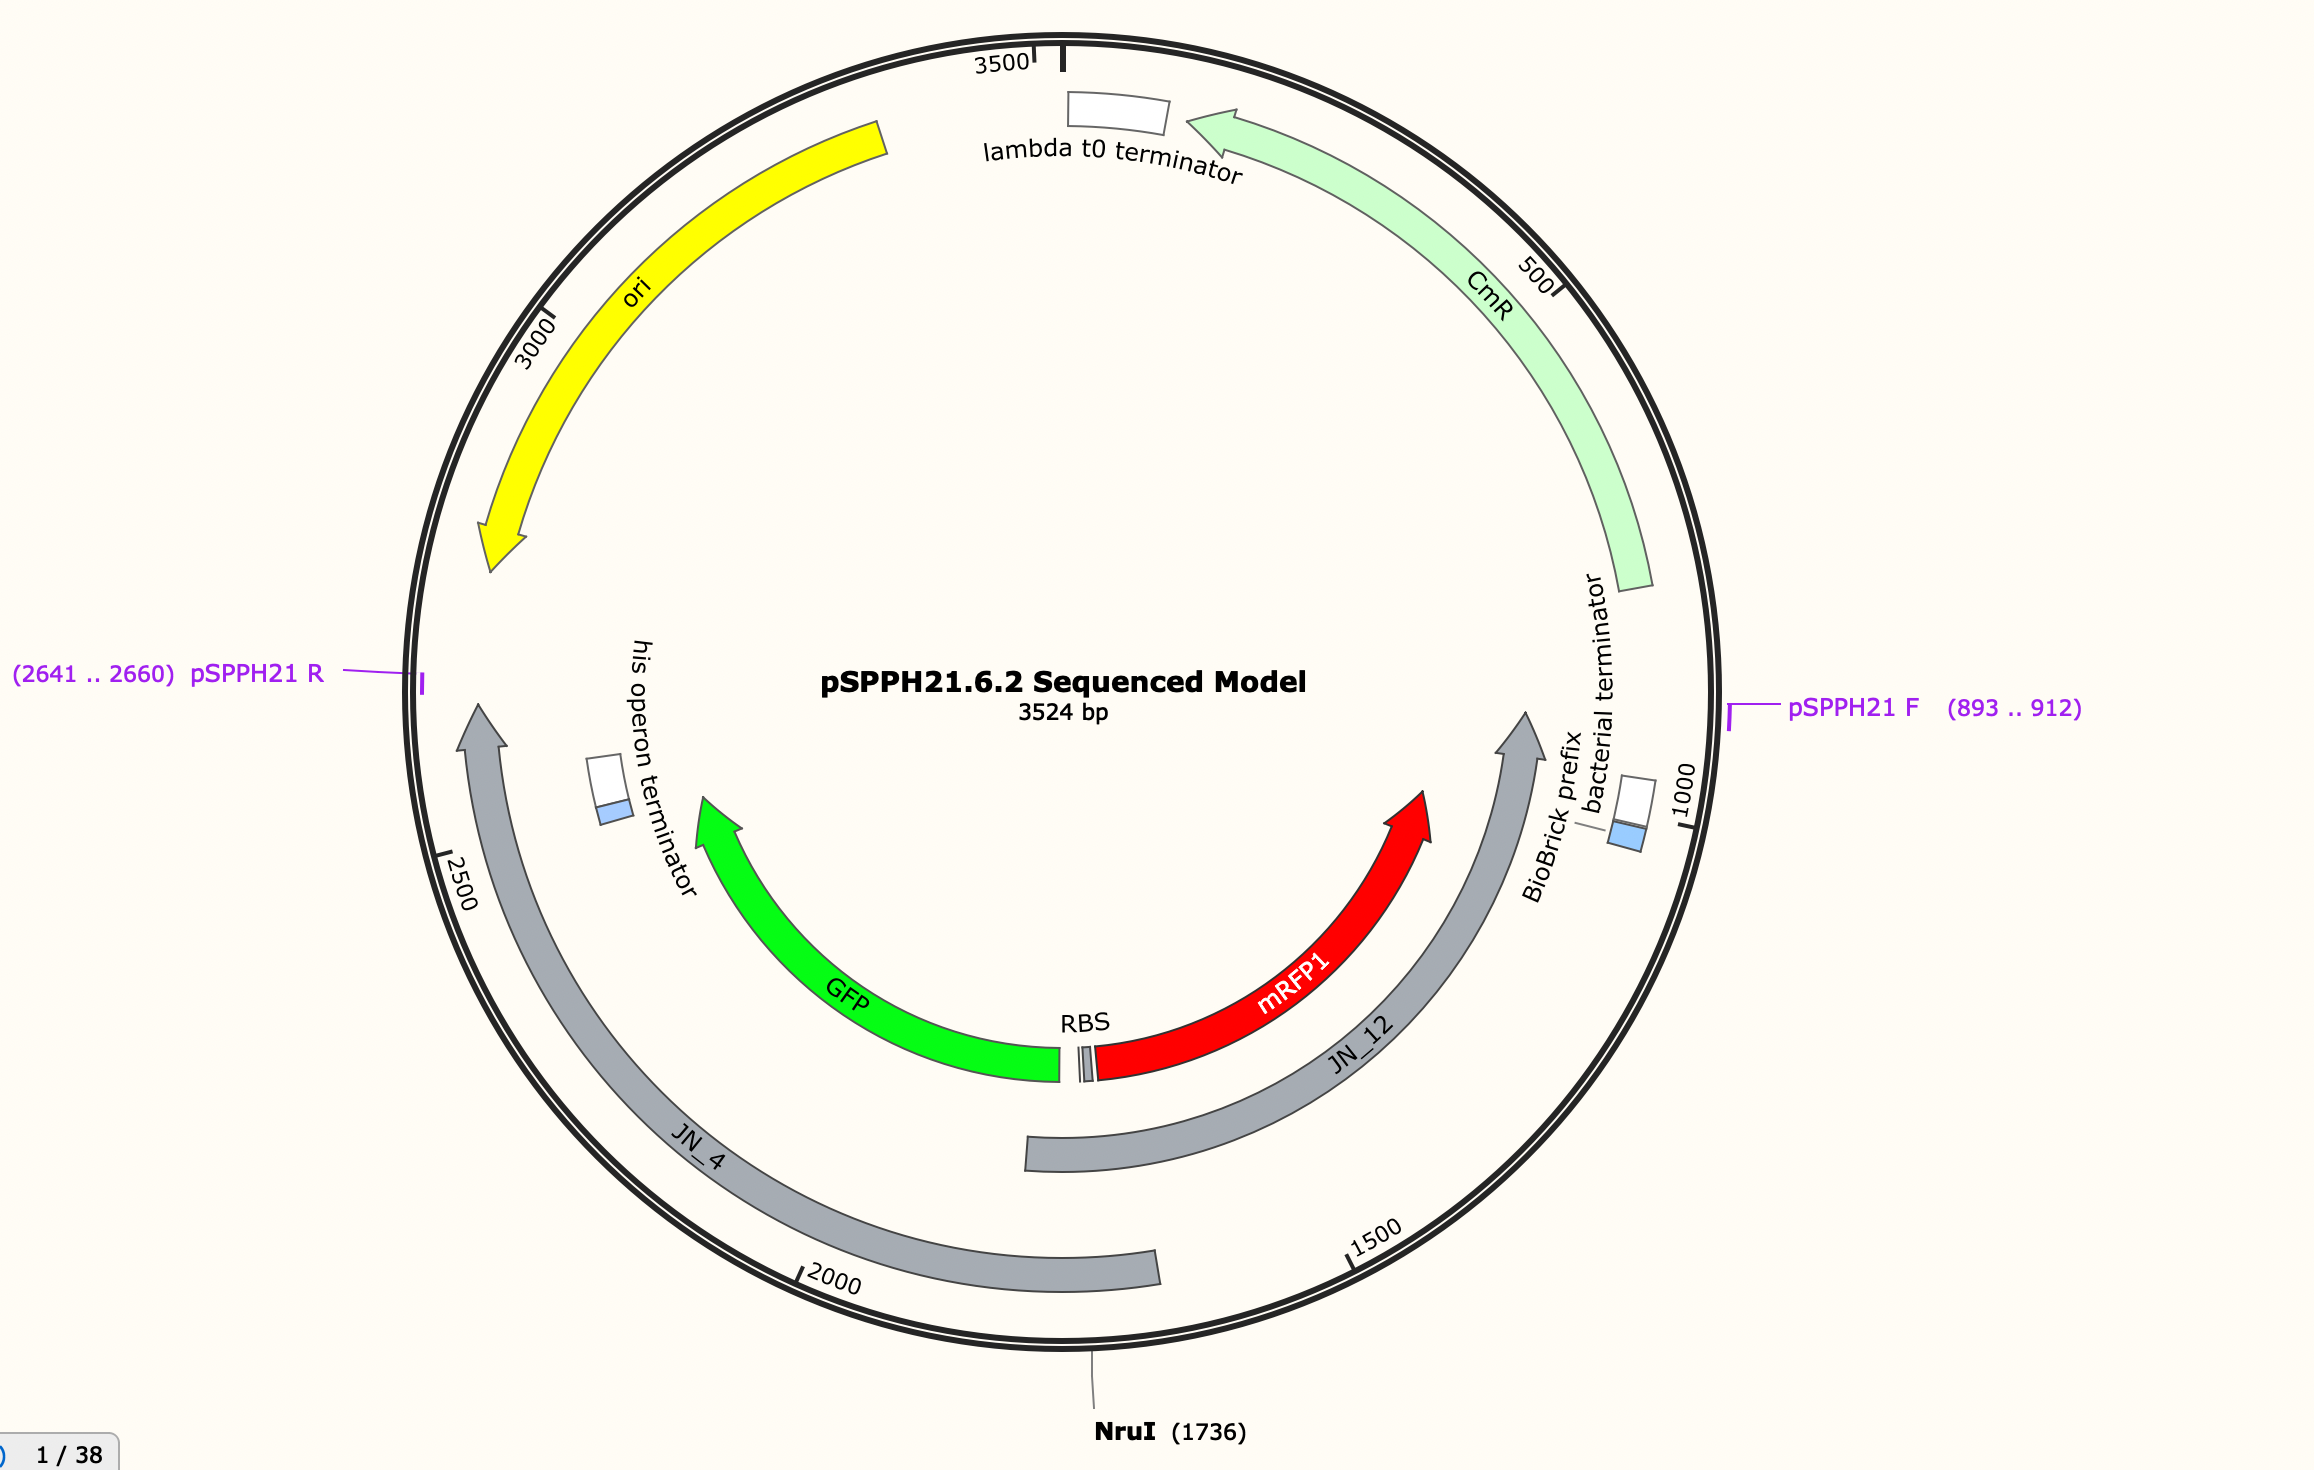 3500
lambda t0 terminator
CmR
500
ori
3000
bacterial terminator
(2641 .. 2660) pSPPH21 R
his operon terminator
pSPPH21.6.2 Sequenced Model
3524 bp
pSPPH21 F (893 .. 912)
BioBrick prefix
1000
2500
GFP
RBS
mRFP1
JN_12
JN_4
1500
2000
NruI (1736)
) 1 / 38